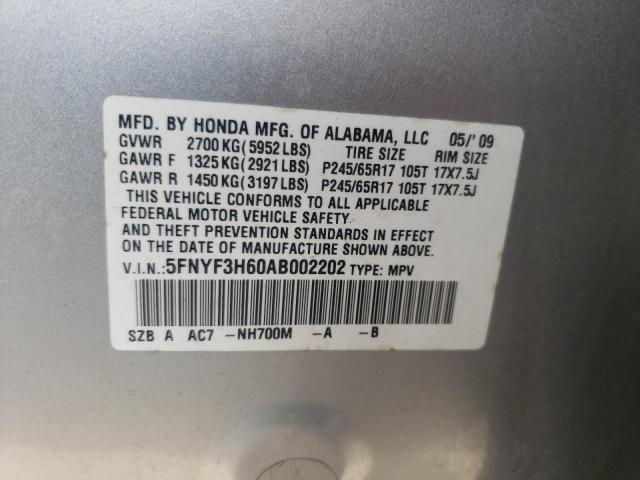 MFD. BY HONDA MFG. OF ALABAMA, LLC 05/'09
GVWR 2700 KG( 5952 LBS) TIRE SIZE RIM SIZE
GAWR F 1325 KG( 2921 LBS) P245/65R17 105T 17X7.5J
GAWR R 1450 KG( 3197 LBS) P245/65R17 105T 17X7.5J
THIS VEHICLE CONFORMS TO ALL APPLICABLE
FEDERAL MOTOR VEHICLE SAFETY
AND THEFT PREVENTION STANDARDS IN EFFECT ON THE
DATE OF MANUFACTURE SHOWN ABOVE.
V.I.N.:5FNYF3H60AB002202 TYPE: MPV
SZB A AC7 -NH700M -A -B